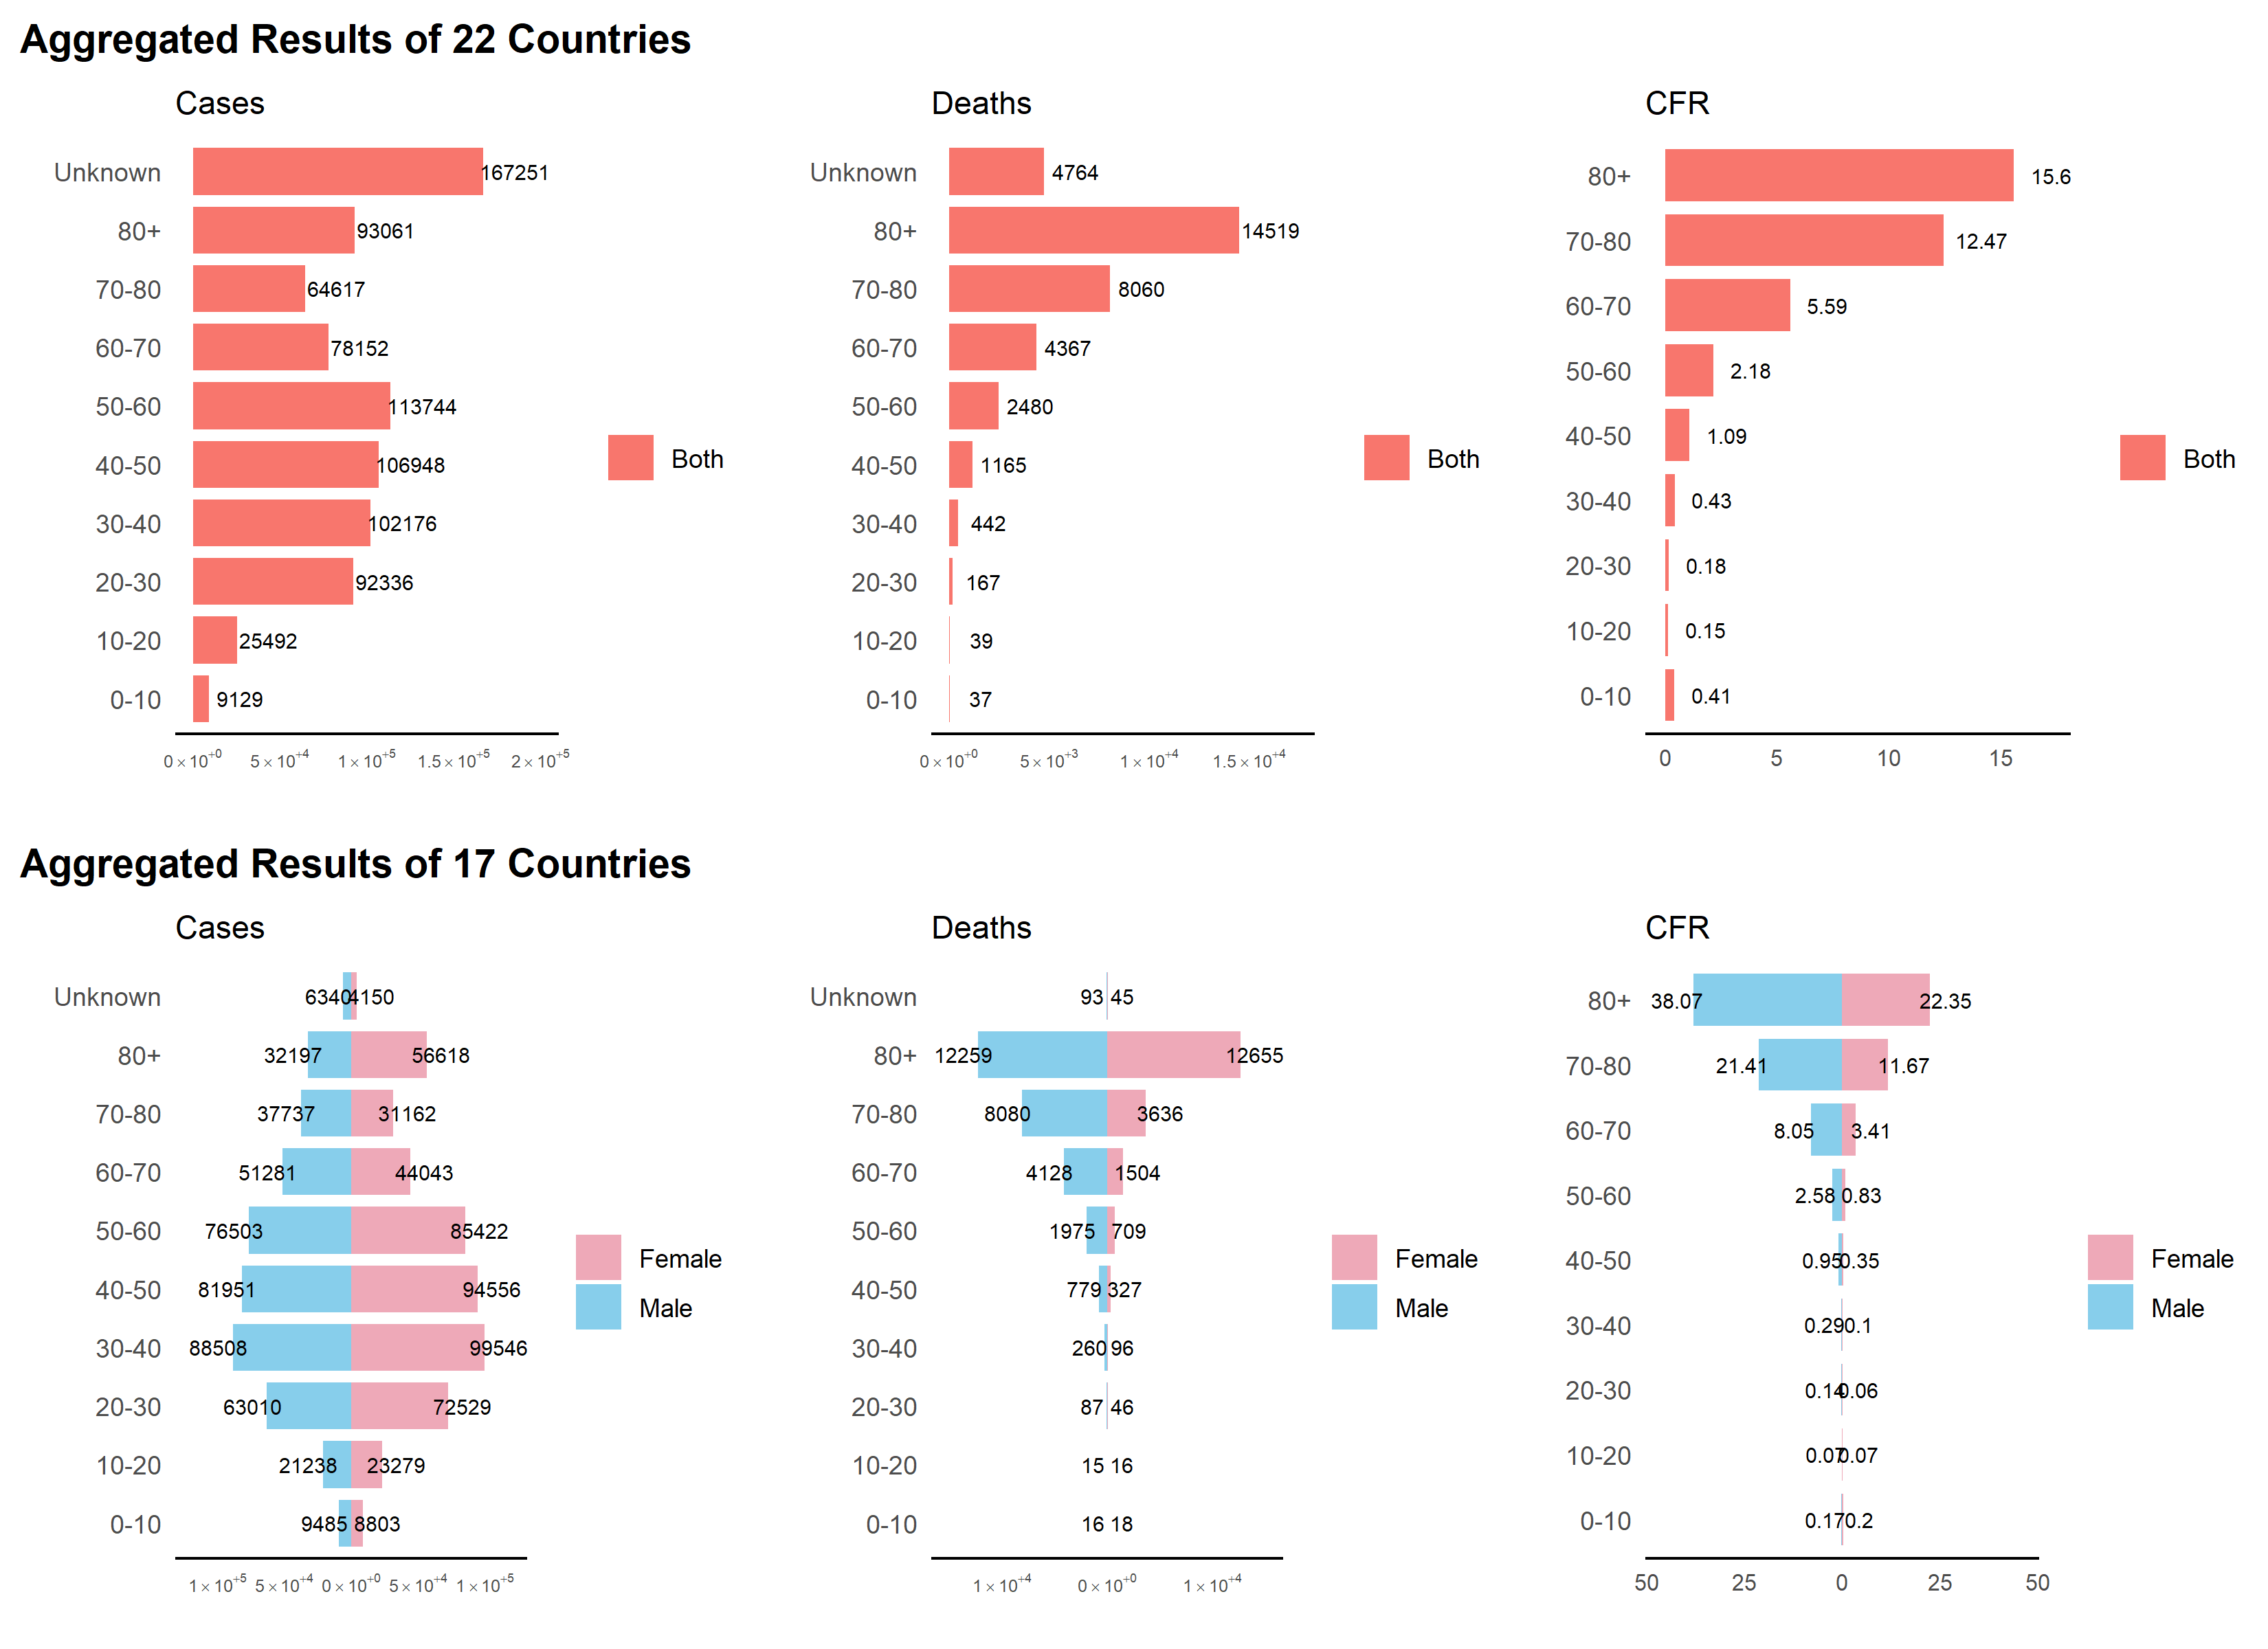 Aggregated Results of 22 Countries
Cases
Unknown 167251
80+ 93061
70-80 64617
60-70 78152
50-60 113744
40-50 106948
30-40 102176
20-30 92336
10-20 25492
0-10 9129
0×10⁺⁰ 5×10⁺⁴ 1×10⁺⁵ 1.5×10⁺⁵ 2×10⁺⁵
Both
Deaths
Unknown 4764
80+ 14519
70-80 8060
60-70 4367
50-60 2480
40-50 1165
30-40 442
20-30 167
10-20 39
0-10 37
0×10⁺⁰ 5×10⁺³ 1×10⁺⁴ 1.5×10⁺⁴
Both
CFR
80+ 15.6
70-80 12.47
60-70 5.59
50-60 2.18
40-50 1.09
30-40 0.43
20-30 0.18
10-20 0.15
0-10 0.41
0 5 10 15
Both
Aggregated Results of 17 Countries
Cases
Unknown 6340 4150
80+ 32197 56618
70-80 37737 31162
60-70 51281 44043
50-60 76503 85422
40-50 81951 94556
30-40 88508 99546
20-30 63010 72529
10-20 21238 23279
0-10 9485 8803
1×10⁺⁵ 5×10⁺⁴ 0×10⁺⁰ 5×10⁺⁴ 1×10⁺⁵
Female
Male
Deaths
Unknown 93 45
80+ 12259 12655
70-80 8080 3636
60-70 4128 1504
50-60 1975 709
40-50 779 327
30-40 260 96
20-30 87 46
10-20 15 16
0-10 16 18
1×10⁺⁴ 0×10⁺⁰ 1×10⁺⁴
Female
Male
CFR
80+ 38.07 22.35
70-80 21.41 11.67
60-70 8.05 3.41
50-60 2.58 0.83
40-50 0.95 0.35
30-40 0.29 0.1
20-30 0.14 0.06
10-20 0.07 0.07
0-10 0.17 0.2
50 25 0 25 50
Female
Male